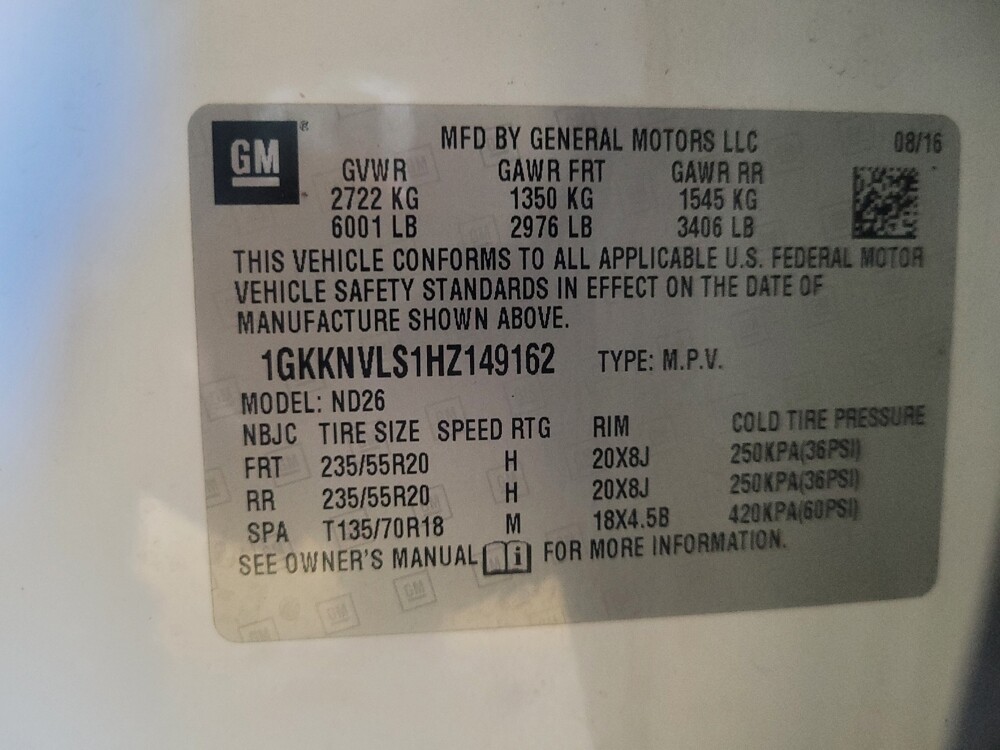 GM ®
MFD BY GENERAL MOTORS LLC 08/16
GVWR GAWR FRT GAWR RR
2722 KG 1350 KG 1545 KG
6001 LB 2976 LB 3406 LB
THIS VEHICLE CONFORMS TO ALL APPLICABLE U.S. FEDERAL MOTOR
VEHICLE SAFETY STANDARDS IN EFFECT ON THE DATE OF
MANUFACTURE SHOWN ABOVE.
1GKKNVLS1HZ149162 TYPE: M.P.V.
MODEL: ND26
NBJC TIRE SIZE SPEED RTG RIM COLD TIRE PRESSURE
FRT 235/55R20 H 20X8J 250KPA(36PSI)
RR 235/55R20 H 20X8J 250KPA(36PSI)
SPA T135/70R18 M 18X4.5B 420KPA(60PSI)
SEE OWNER'S MANUAL i FOR MORE INFORMATION.